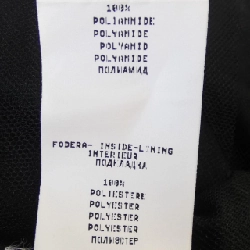 100%
POLIAMMIDE
POLYAMIDE
POLYAMID
POLYAMIDE
ПОЛИАМИД
FODERA- INSIDE-LINING
INTERIEUR
ПОДКЛАДКА
100%
POLIESTERE
POLYESTER
POLYESTER
POLYESTER
ПОЛИЭСТЕР